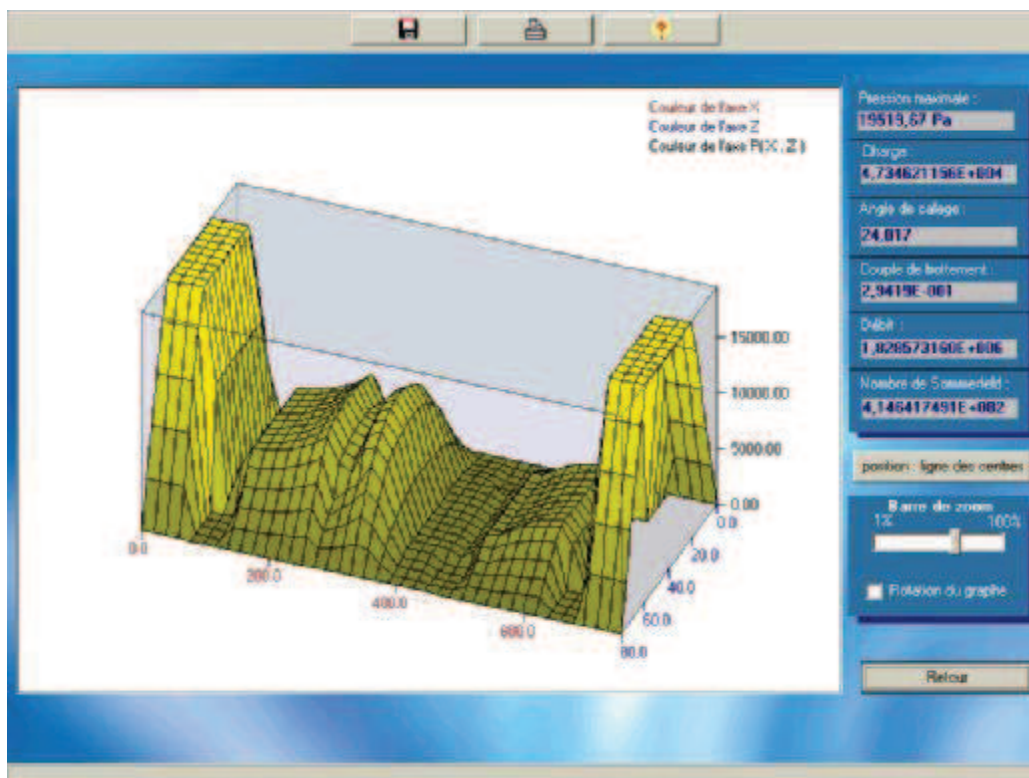 Couleur de l'axe X
Couleur de l'axe Z
Couleur de l'axe P(X, Z)
15000.00
10000.00
5000.00
0.00
0.0
20.0
40.0
60.0
80.0
0.0
200.0
400.0
600.0
Pression maximale :
19519,67 Pa
Charge :
4,734621156E+004
Angle de calage :
24,817
Couple de frottement :
2,9419E-001
Débit :
1,828573160E+006
Nombre de Sommerfeld :
4,146417491E+002
position : ligne des centres
Barre de zoom
1% 100%
Rotation du graphe
Retour